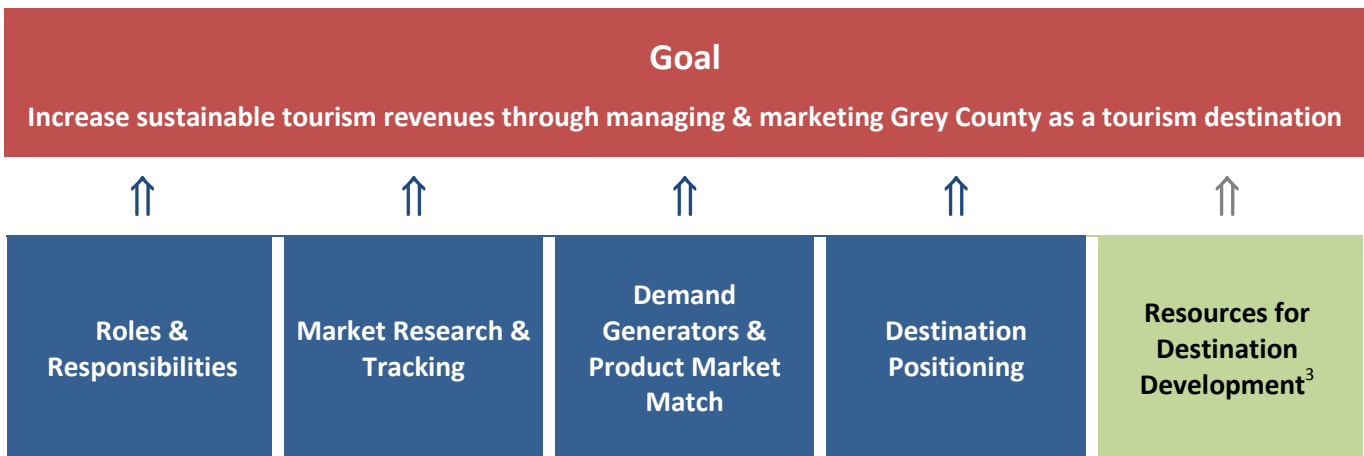 Goal
Increase sustainable tourism revenues through managing & marketing Grey County as a tourism destination
Roles &
Responsibilities
Market Research &
Tracking
Demand
Generators &
Product Market
Match
Destination
Positioning
Resources for
Destination
Development³